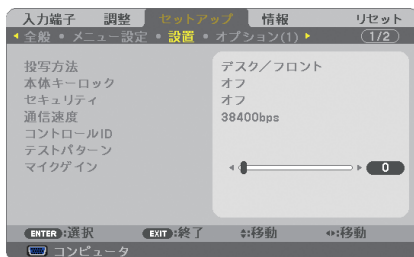 入力端子 調整 セットアップ 情報 リセット
全般 • メニュー設定 • 設置 • オプション(1) 1/2
投写方法 デスク／フロント
本体キーロック オフ
セキュリティ オフ
通信速度 38400bps
コントロールID
テストパターン
マイクゲイン 0
ENTER:選択 EXIT:終了 :移動 :移動
コンピュータ